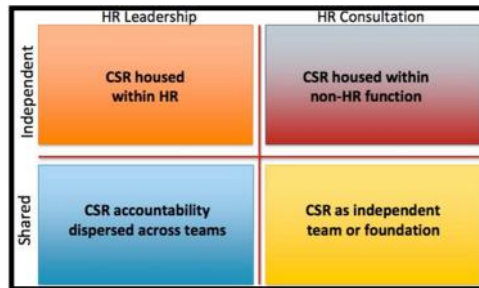 HR Leadership
HR Consultation
Independent
CSR housed
within HR
CSR housed within
non-HR function
Shared
CSR accountability
dispersed across teams
CSR as independent
team or foundation